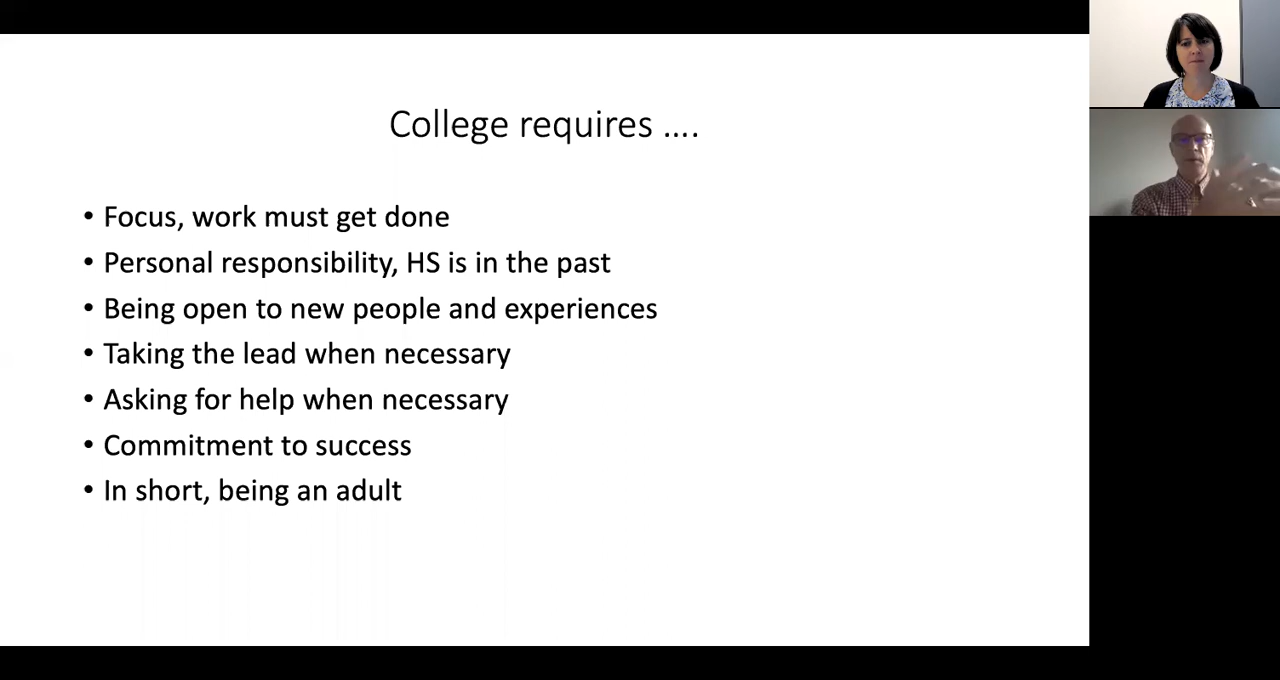 College requires ....
• Focus, work must get done
• Personal responsibility, HS is in the past
• Being open to new people and experiences
• Taking the lead when necessary
• Asking for help when necessary
• Commitment to success
• In short, being an adult